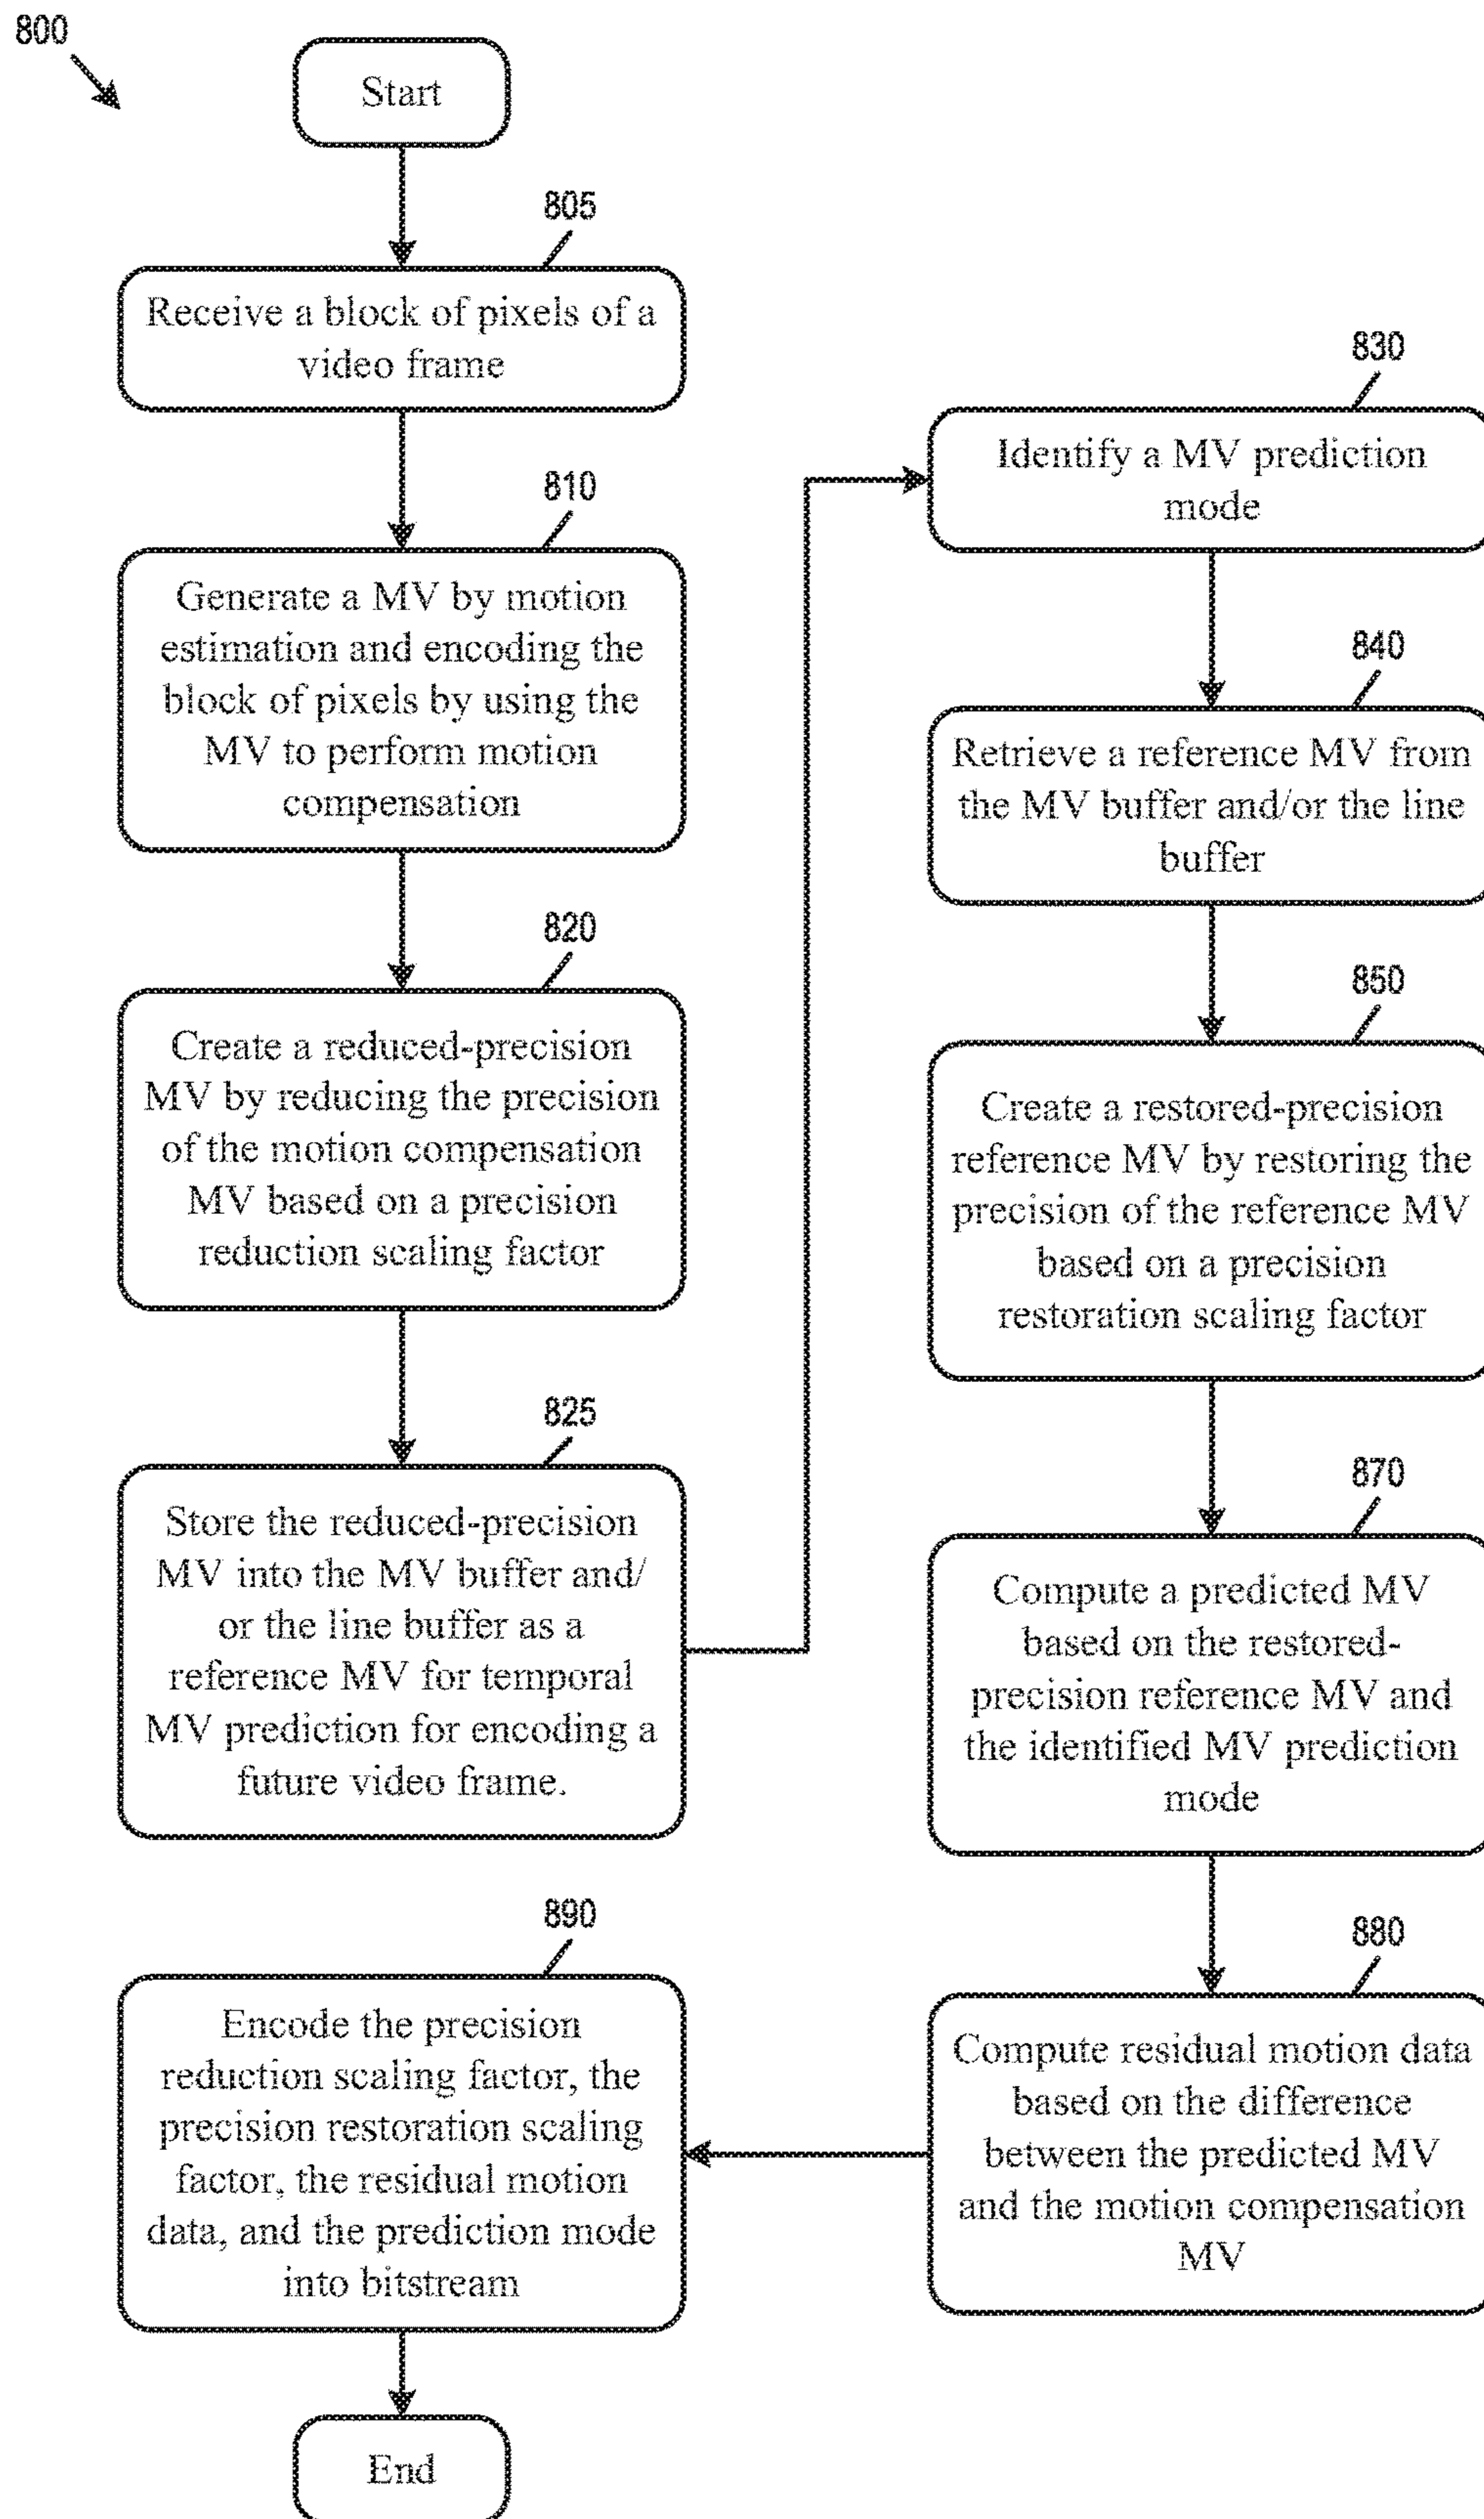 800
Start
805
Receive a block of pixels of a
video frame
810
Generate a MV by motion
estimation and encoding the
block of pixels by using the
MV to perform motion
compensation
820
Create a reduced-precision
MV by reducing the precision
of the motion compensation
MV based on a precision
reduction scaling factor
825
Store the reduced-precision
MV into the MV buffer and/
or the line buffer as a
reference MV for temporal
MV prediction for encoding a
future video frame.
830
Identify a MV prediction
mode
840
Retrieve a reference MV from
the MV buffer and/or the line
buffer
850
Create a restored-precision
reference MV by restoring the
precision of the reference MV
based on a precision
restoration scaling factor
870
Compute a predicted MV
based on the restored-
precision reference MV and
the identified MV prediction
mode
880
Compute residual motion data
based on the difference
between the predicted MV
and the motion compensation
MV
890
Encode the precision
reduction scaling factor, the
precision restoration scaling
factor, the residual motion
data, and the prediction mode
into bitstream
End